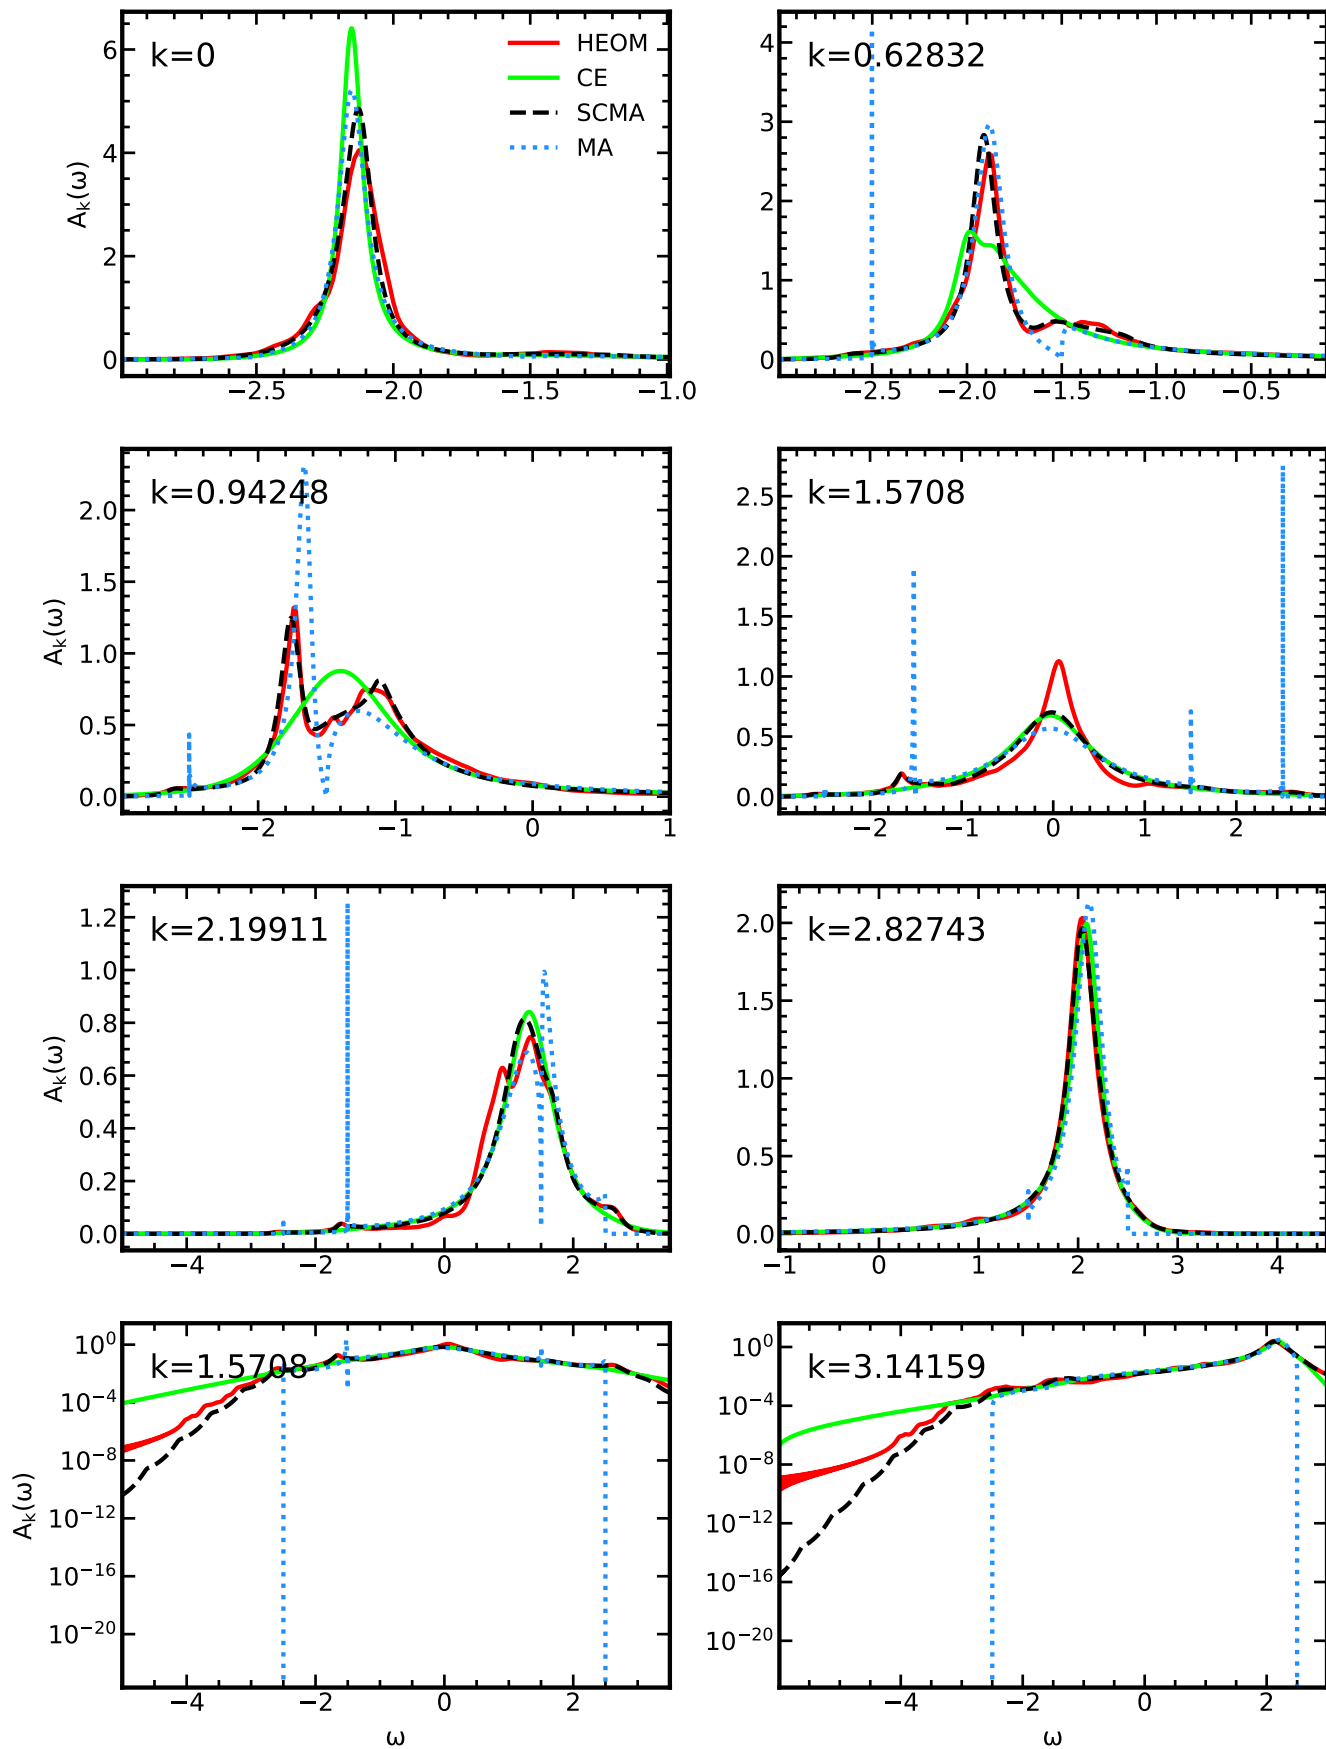 k=0
HEOM
CE
SCMA
MA
A_k(ω)
0
2
4
6
−2.5 −2.0 −1.5 −1.0
k=0.62832
0
1
2
3
4
−2.5 −2.0 −1.5 −1.0 −0.5
k=0.94248
A_k(ω)
0.0
0.5
1.0
1.5
2.0
−2 −1 0 1
k=1.5708
0.0
0.5
1.0
1.5
2.0
2.5
−2 −1 0 1 2
k=2.19911
A_k(ω)
0.0
0.2
0.4
0.6
0.8
1.0
1.2
−4 −2 0 2
k=2.82743
0.0
0.5
1.0
1.5
2.0
−1 0 1 2 3 4
k=1.5708
A_k(ω)
10^0
10^−4
10^−8
10^−12
10^−16
10^−20
−4 −2 0 2
ω
k=3.14159
10^0
10^−4
10^−8
10^−12
10^−16
10^−20
−4 −2 0 2
ω